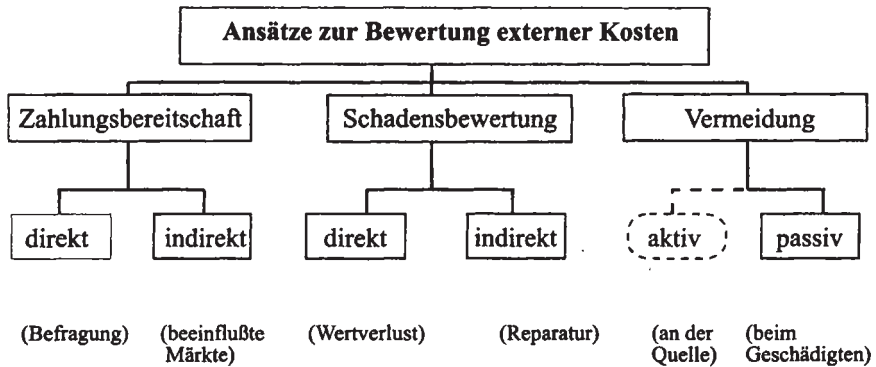 Ansätze zur Bewertung externer Kosten
Zahlungsbereitschaft
Schadensbewertung
Vermeidung
direkt
indirekt
direkt
indirekt
aktiv
passiv
(Befragung)
(beeinflußte
Märkte)
(Wertverlust)
(Reparatur)
(an der
Quelle)
(beim
Geschädigten)